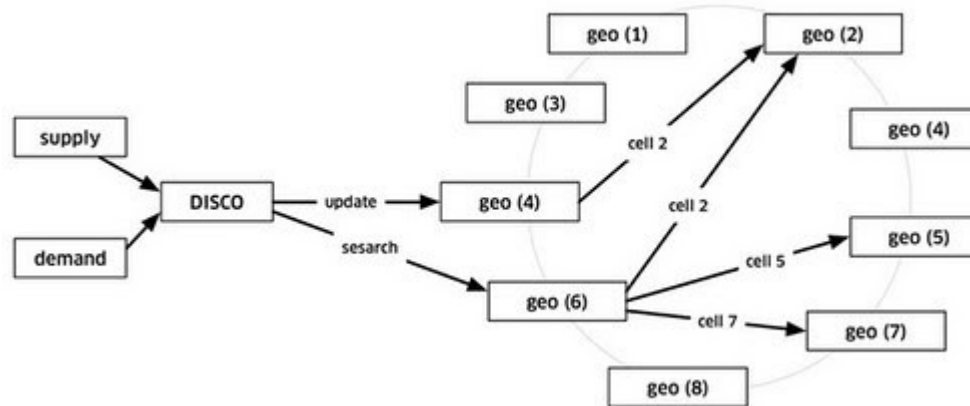 geo (1)
geo (2)
geo (3)
supply
geo (4)
cell 2
DISCO
update
geo (4)
cell 2
sesarch
demand
geo (5)
cell 5
geo (6)
cell 7
geo (7)
geo (8)